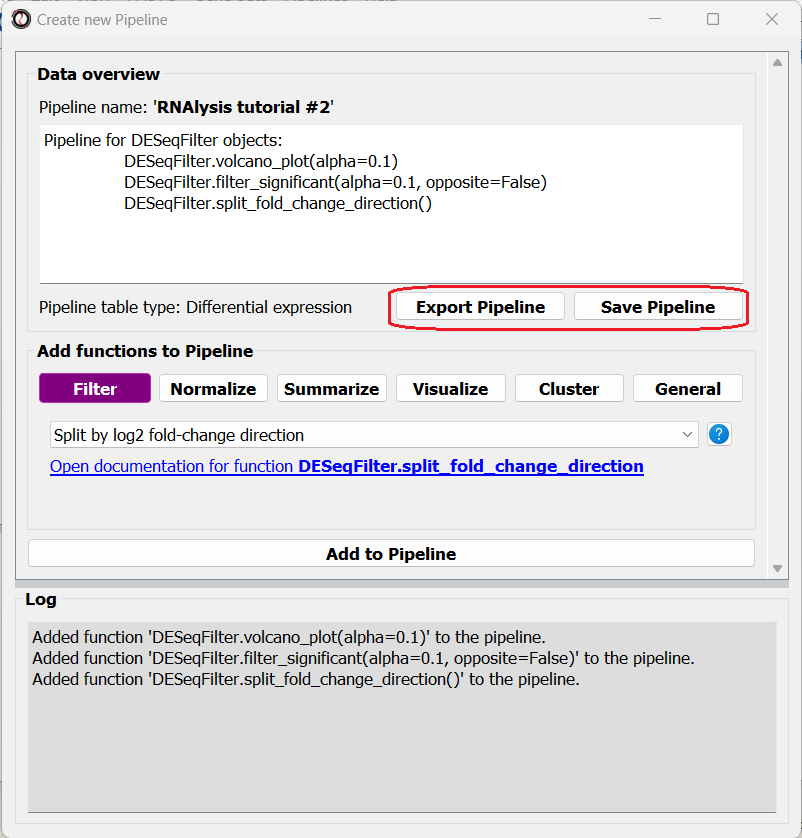 Create new Pipeline
Data overview
Pipeline name: 'RNAlysis tutorial #2'
Pipeline for DESeqFilter objects:
DESeqFilter.volcano_plot(alpha=0.1)
DESeqFilter.filter_significant(alpha=0.1, opposite=False)
DESeqFilter.split_fold_change_direction()
Pipeline table type: Differential expression
Export Pipeline
Save Pipeline
Add functions to Pipeline
Filter
Normalize
Summarize
Visualize
Cluster
General
Split by log2 fold-change direction
?
Open documentation for function DESeqFilter.split_fold_change_direction
Add to Pipeline
Log
Added function 'DESeqFilter.volcano_plot(alpha=0.1)' to the pipeline.
Added function 'DESeqFilter.filter_significant(alpha=0.1, opposite=False)' to the pipeline.
Added function 'DESeqFilter.split_fold_change_direction()' to the pipeline.